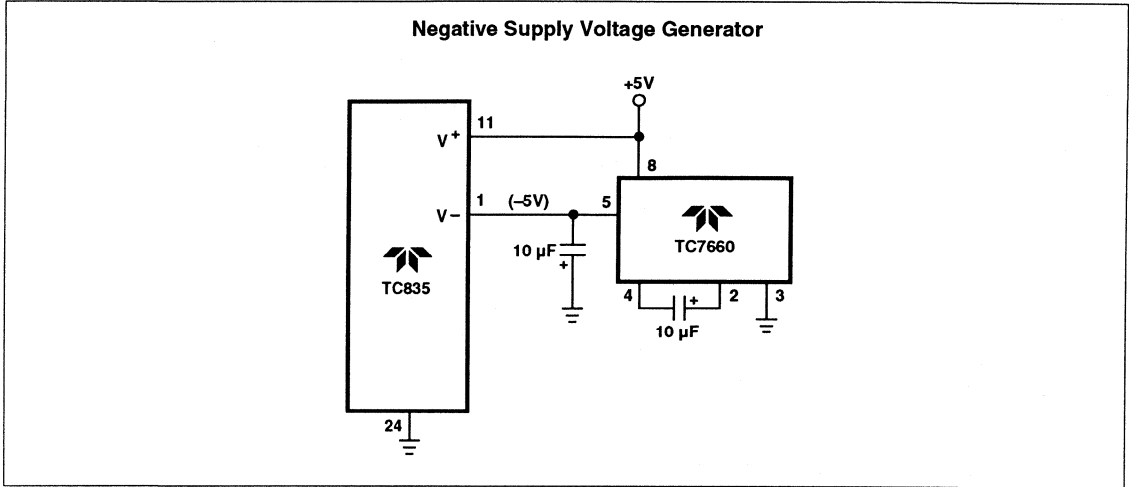 Negative Supply Voltage Generator
+5V
11
V+
8
1
(–5V)
5
V–
TC7660
10 µF
+
TC835
4
+
2
3
10 µF
24